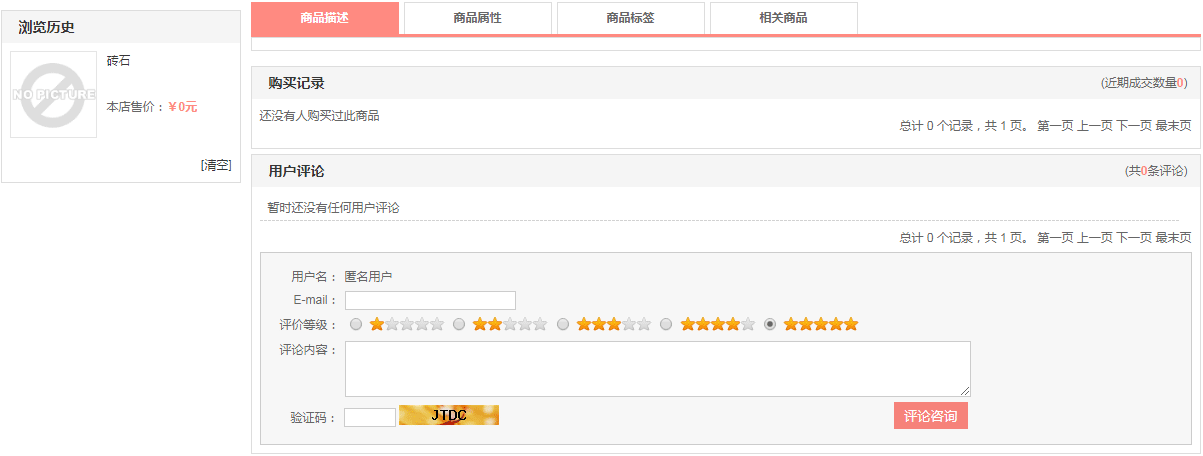 浏览历史
NO PICTURE
砖石
本店售价：￥0元
[清空]
商品描述 商品属性 商品标签 相关商品
购买记录 (近期成交数量0)
还没有人购买过此商品
总计 0 个记录，共 1 页。 第一页 上一页 下一页 最末页
用户评论 (共0条评论)
暂时还没有任何用户评论
总计 0 个记录，共 1 页。 第一页 上一页 下一页 最末页
用户名： 匿名用户
E-mail：
评价等级：
评论内容：
验证码： JTDC 评论咨询